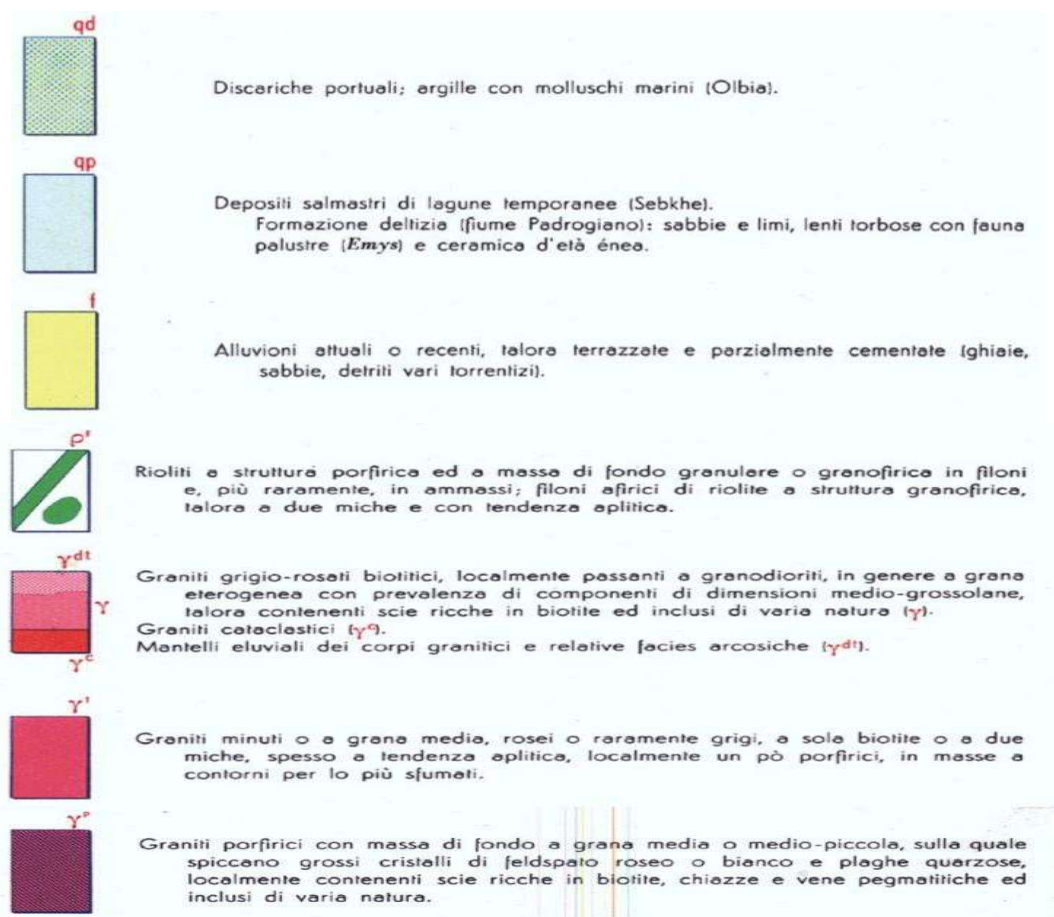 qd
Discariche portuali; argille con molluschi marini (Olbia).
qp
Depositi salmastri di lagune temporanee (Sebkhe).
Formazione deltizia (fiume Padrogiano): sabbie e limi, lenti torbose con fauna
palustre (Emys) e ceramica d'età énea.
f
Alluvioni attuali o recenti, talora terrazzate e parzialmente cementate (ghiaie,
sabbie, detriti vari torrentizi).
ρ'
Rioliti a struttura porfirica ed a massa di fondo granulare o granofirica in filoni
e, più raramente, in ammassi; filoni afirici di riolite a struttura granofirica,
talora a due miche e con tendenza aplitica.
γdt
γ
γc
Graniti grigio-rosati biotitici, localmente passanti a granodioriti, in genere a grana
eterogenea con prevalenza di componenti di dimensioni medio-grossolane,
talora contenenti scie ricche in biotite ed inclusi di varia natura (γ).
Graniti cataclastici (γc).
Mantelli eluviali dei corpi granitici e relative facies arcosiche (γdt).
γ'
Graniti minuti o a grana media, rosei o raramente grigi, a sola biotite o a due
miche, spesso a tendenza aplitica, localmente un pò porfirici, in masse a
contorni per lo più sfumati.
γp
Graniti porfirici con massa di fondo a grana media o medio-piccola, sulla quale
spiccano grossi cristalli di feldspato roseo o bianco e plaghe quarzose,
localmente contenenti scie ricche in biotite, chiazze e vene pegmatitiche ed
inclusi di varia natura.